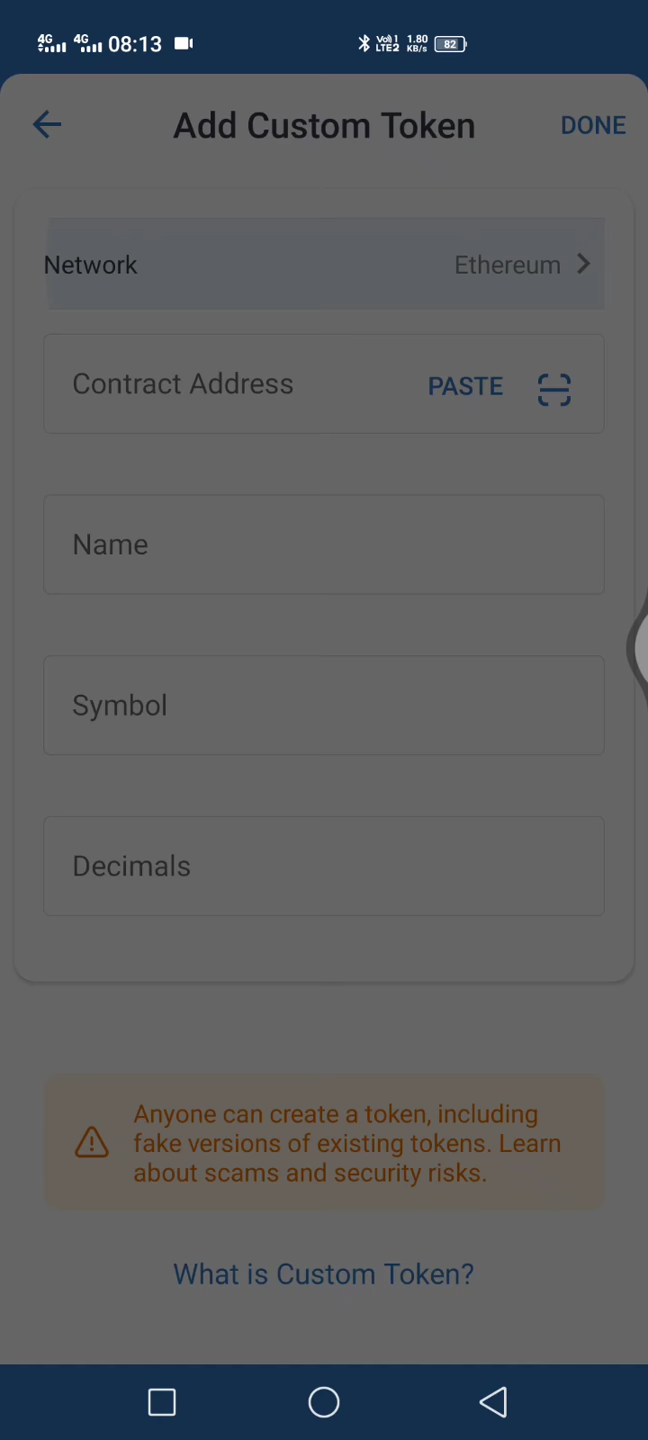 4G 4G 08:13 Vo)) 1 LTE2 1.80 KB/s 82
Add Custom Token DONE
Network Ethereum
Contract Address PASTE
Name
Symbol
Decimals
Anyone can create a token, including
fake versions of existing tokens. Learn
about scams and security risks.
What is Custom Token?